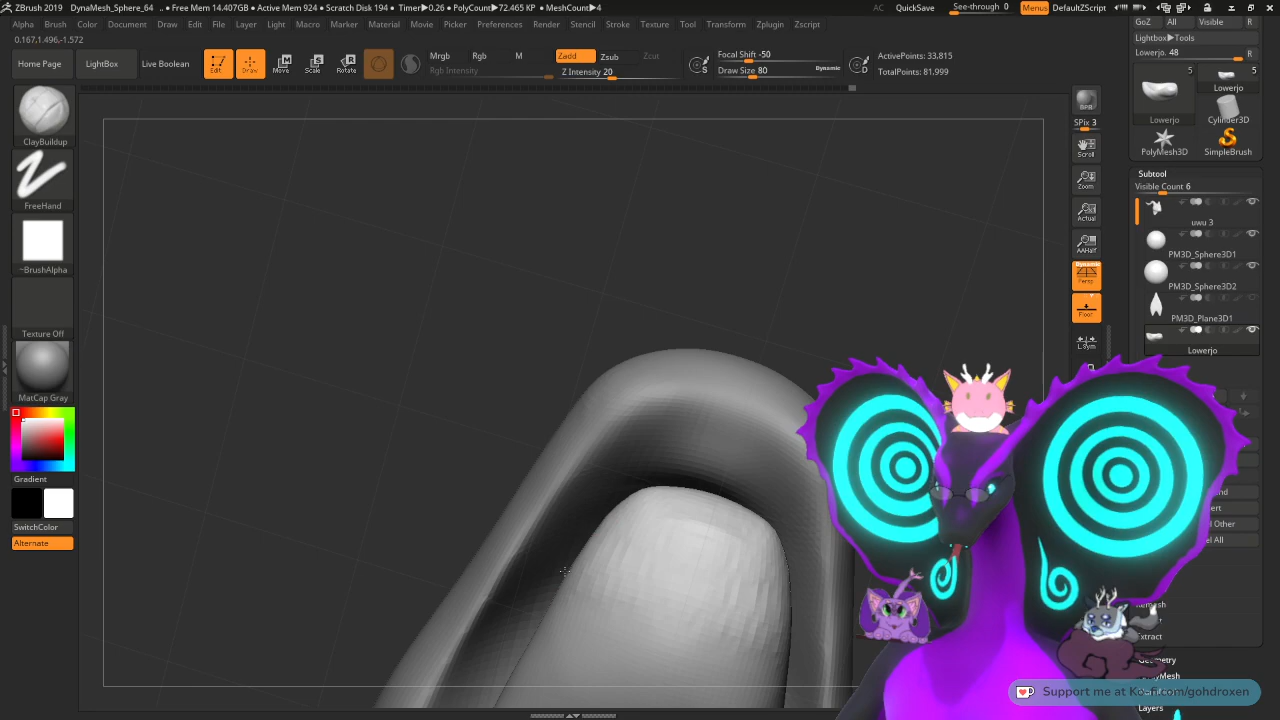 ZBrush 2019 DynaMesh_Sphere_64 .. • Free Mem 14.407GB • Active Mem 924 • Scratch Disk 194 • Timer▶0.26 • PolyCount▶72.465 KP • MeshCount▶4 AC QuickSave See-through 0 Menus DefaultZScript
Alpha Brush Color Document Draw Edit File Layer Light Macro Marker Material Movie Picker Preferences Render Stencil Stroke Texture Tool Transform Zplugin Zscript
0.167,1.496,-1.572
Home Page LightBox Live Boolean Edit Draw Move Scale Rotate
Mrgb Rgb M Zadd Zsub Zcut
Rgb Intensity Z Intensity 20
S Focal Shift -50
Draw Size 80 Dynamic
D ActivePoints: 33,815
TotalPoints: 81,999
ClayBuildup
FreeHand
~BrushAlpha
Texture Off
MatCap Gray
Gradient
SwitchColor
Alternate
BPR
SPix 3
Scroll
Zoom
Actual
AAHalf
Dynamic
Persp
Floor
L.Sym
GoZ All Visible R
Lightbox▶Tools
Lowerjo. 48 R
5 5
Lowerjo
Lowerjo Cylinder3D
PolyMesh3D SimpleBrush
Subtool
Visible Count 6
uwu 3
PM3D_Sphere3D1
PM3D_Sphere3D2
PM3D_Plane3D1
Lowerjo
Extract
Geometry
Layers
Support me at Ko-fi.com/gohdroxen